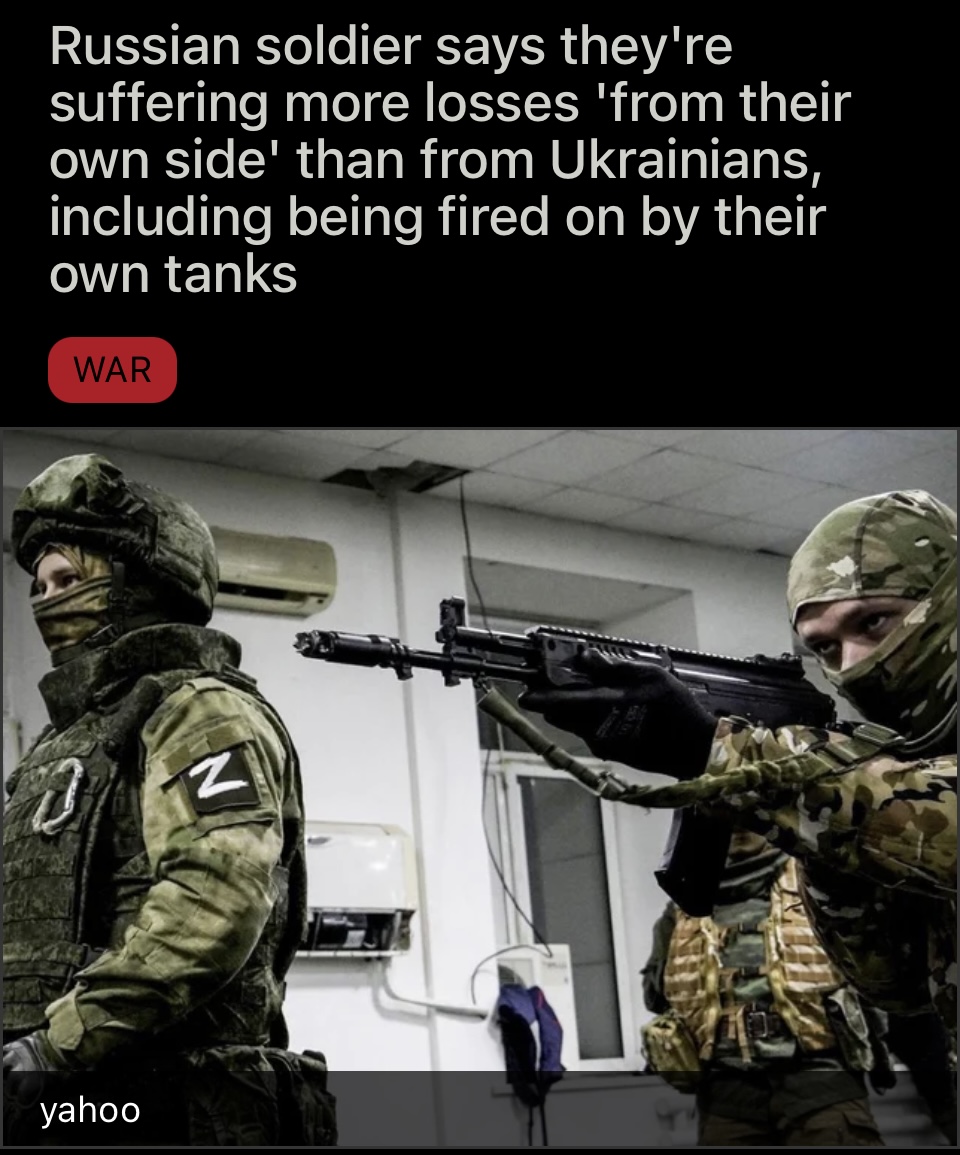 Russian soldier says they're
suffering more losses 'from their
own side' than from Ukrainians,
including being fired on by their
own tanks
WAR
Z
yahoo